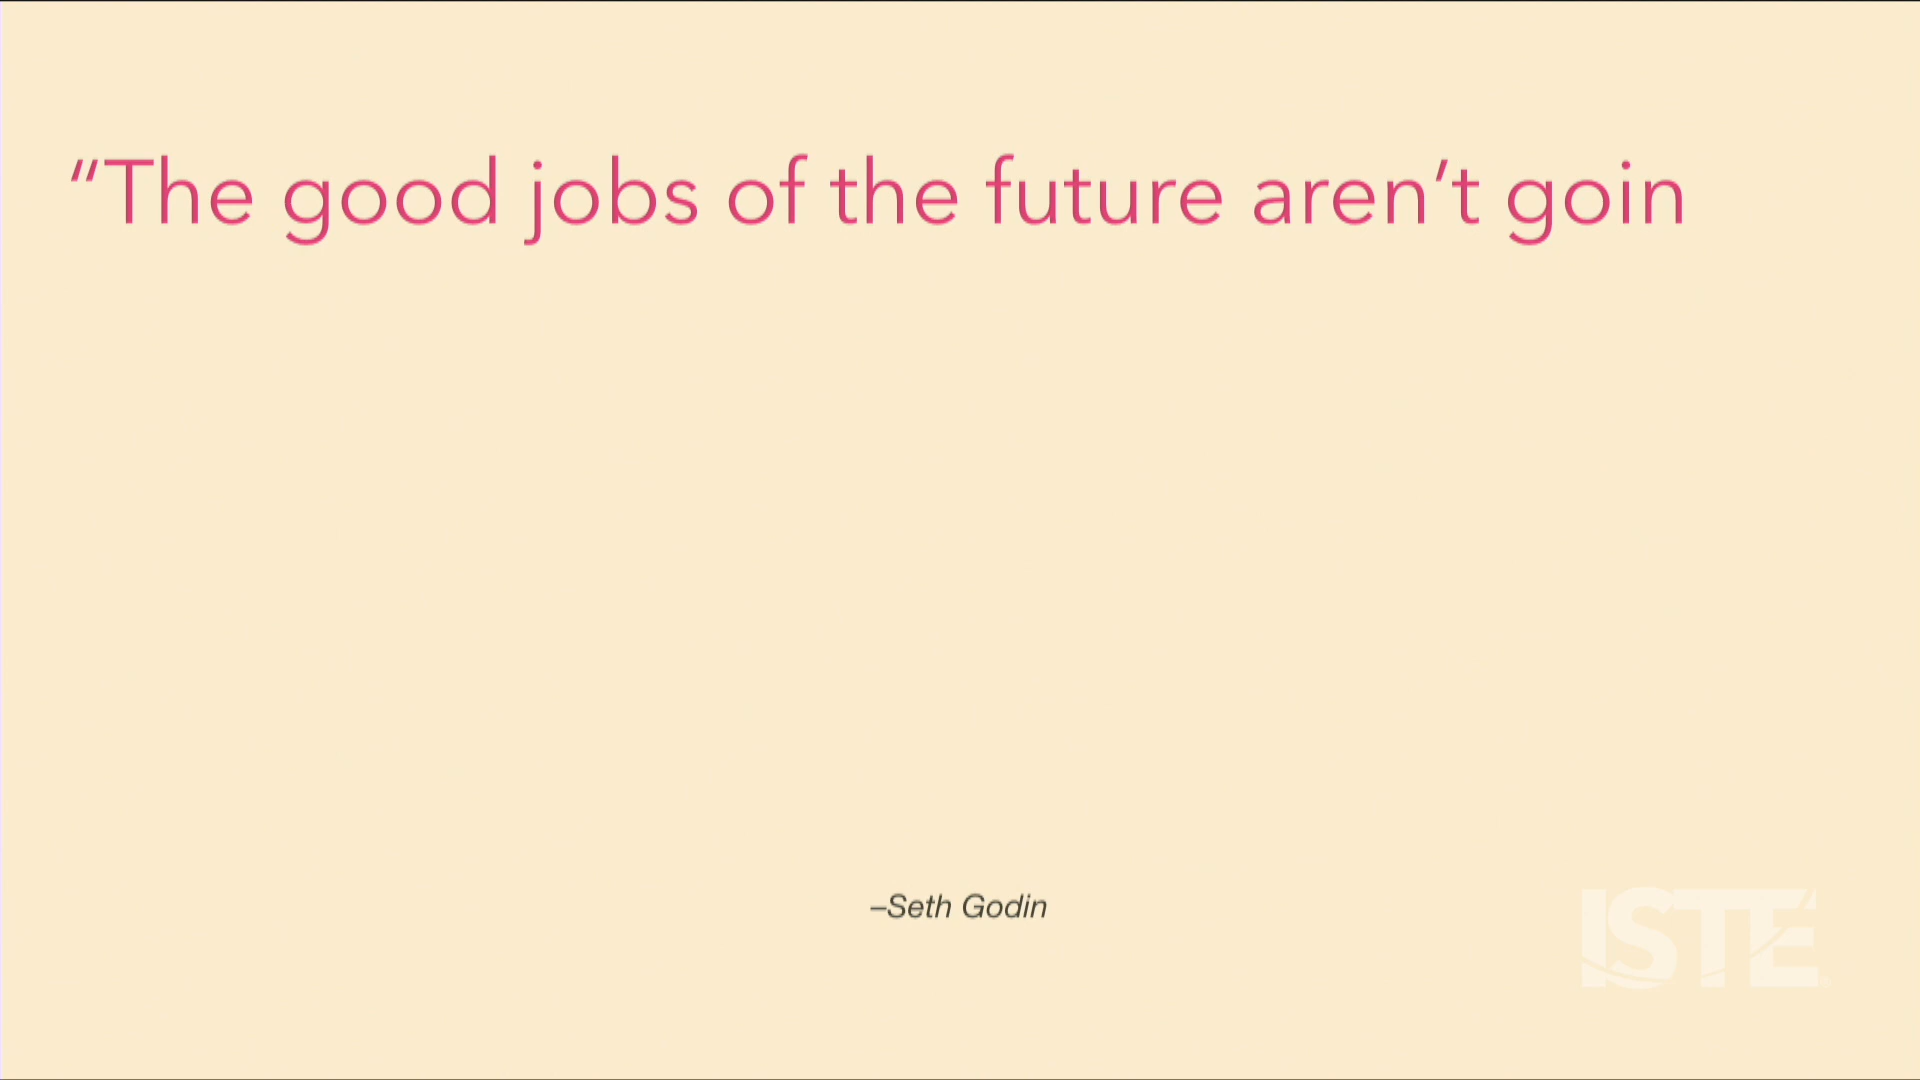 “The good jobs of the future aren’t goin
–Seth Godin
ISTE